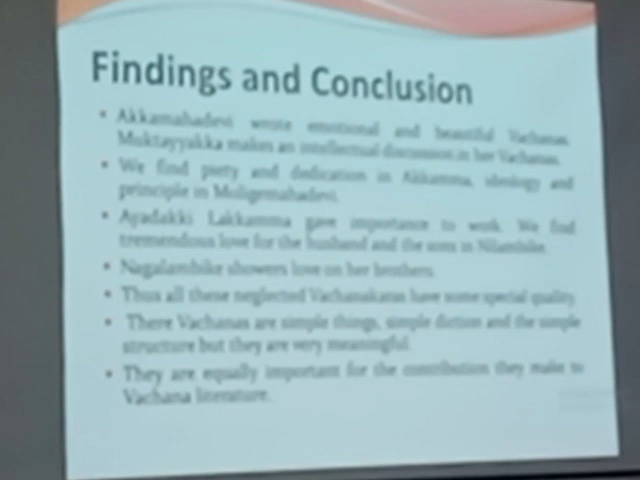 Findings and Conclusion
• Akkamahadevi wrote emotional and beautiful Vachanas.
Muktayyakka makes an intellectual discussion in her Vachanas.
• We find piety and dedication in Akkamma, ideology and
principle in Moligemahadevi.
• Ayadakki Lakkamma gave importance to work. We find
tremendous love for the husband and the sons in Nilambike.
• Nagalambike showers love on her brothers.
• Thus all these neglected Vachanakaras have some special quality.
• There Vachanas are simple things, simple diction and the simple
structure but they are very meaningful.
• They are equally important for the contribution they make to
Vachana literature.